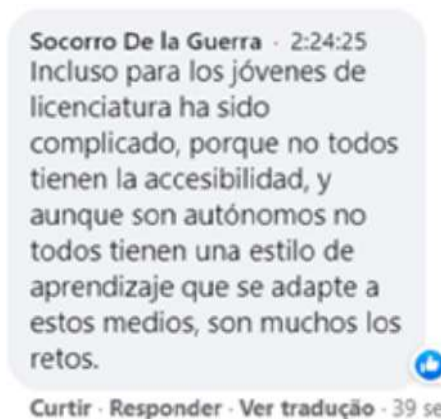 Socorro De la Guerra · 2:24:25
Incluso para los jóvenes de
licenciatura ha sido
complicado, porque no todos
tienen la accesibilidad, y
aunque son autónomos no
todos tienen una estilo de
aprendizaje que se adapte a
estos medios, son muchos los
retos.
Curtir · Responder · Ver tradução · 39 se